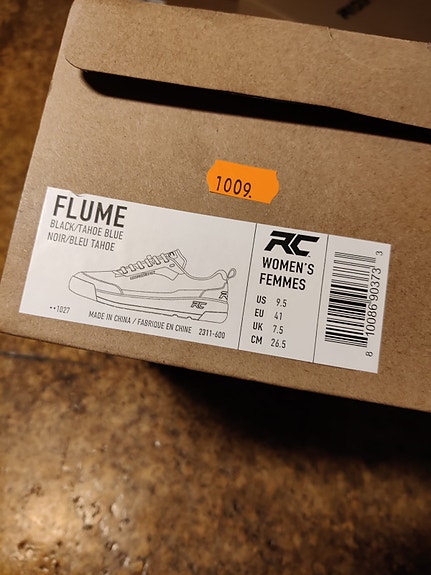 1009.
FLUME
BLACK/TAHOE BLUE
NOIR/BLEU TAHOE
RC
••1027
MADE IN CHINA / FABRIQUE EN CHINE 2311-600
RC
WOMEN'S
FEMMES
US 9.5
EU 41
UK 7.5
CM 26.5
8 10086 90373 3